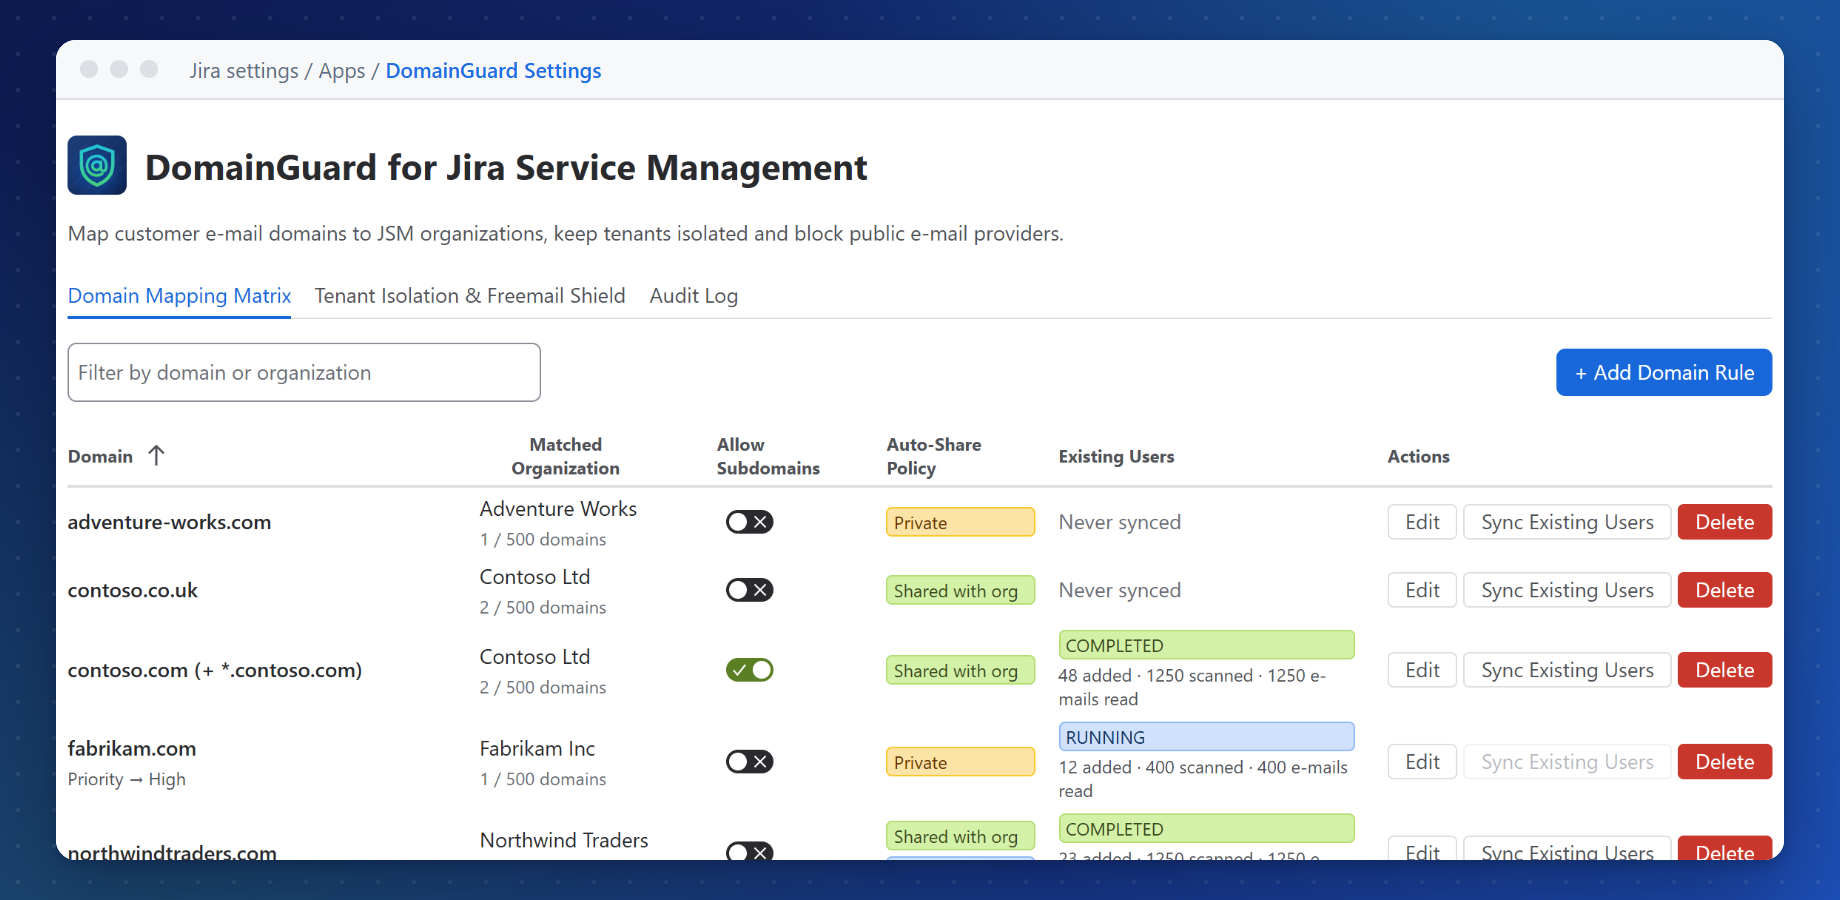 Jira settings / Apps / DomainGuard Settings
DomainGuard for Jira Service Management
Map customer e-mail domains to JSM organizations, keep tenants isolated and block public e-mail providers.
Domain Mapping Matrix Tenant Isolation & Freemail Shield Audit Log
Filter by domain or organization
+ Add Domain Rule
Domain ↑ Matched Organization Allow Subdomains Auto-Share Policy Existing Users Actions
adventure-works.com
Adventure Works
1 / 500 domains
Private
Never synced
Edit Sync Existing Users Delete
contoso.co.uk
Contoso Ltd
2 / 500 domains
Shared with org
Never synced
Edit Sync Existing Users Delete
contoso.com (+ *.contoso.com)
Contoso Ltd
2 / 500 domains
Shared with org
COMPLETED
48 added · 1250 scanned · 1250 e-
mails read
Edit Sync Existing Users Delete
fabrikam.com
Priority → High
Fabrikam Inc
1 / 500 domains
Private
RUNNING
12 added · 400 scanned · 400 e-mails
read
Edit Sync Existing Users Delete
northwindtraders.com
Northwind Traders
Shared with org
COMPLETED
23 added · 1250 scanned · 1250 e-
Edit Sync Existing Users Delete